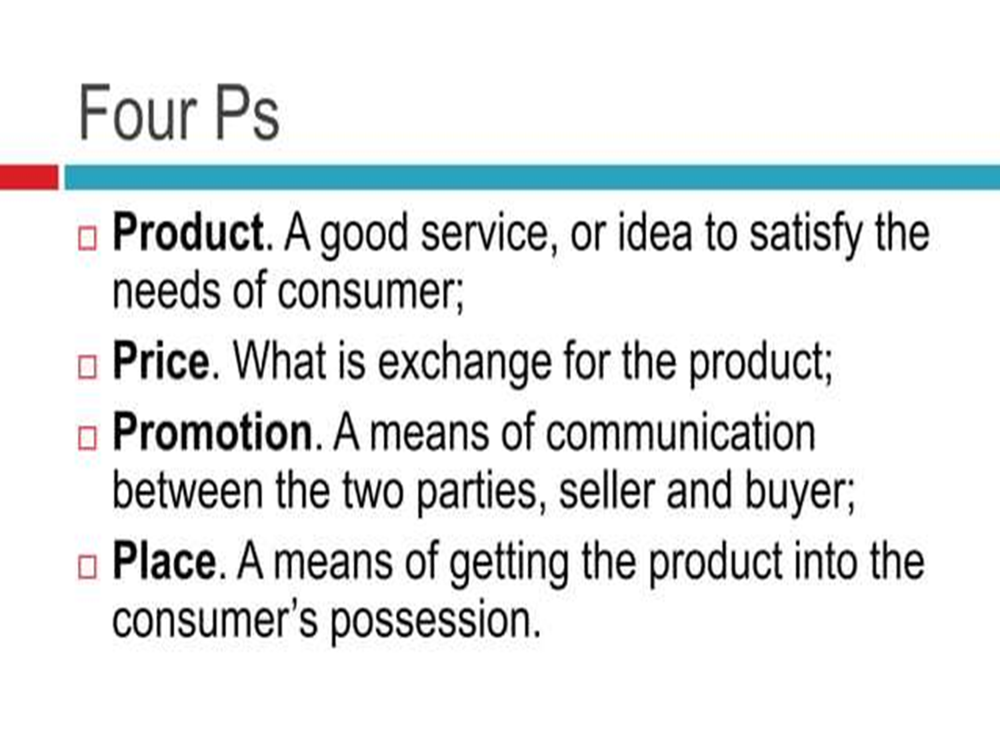 Four Ps
Product. A good service, or idea to satisfy the
needs of consumer;
Price. What is exchange for the product;
Promotion. A means of communication
between the two parties, seller and buyer;
Place. A means of getting the product into the
consumer’s possession.